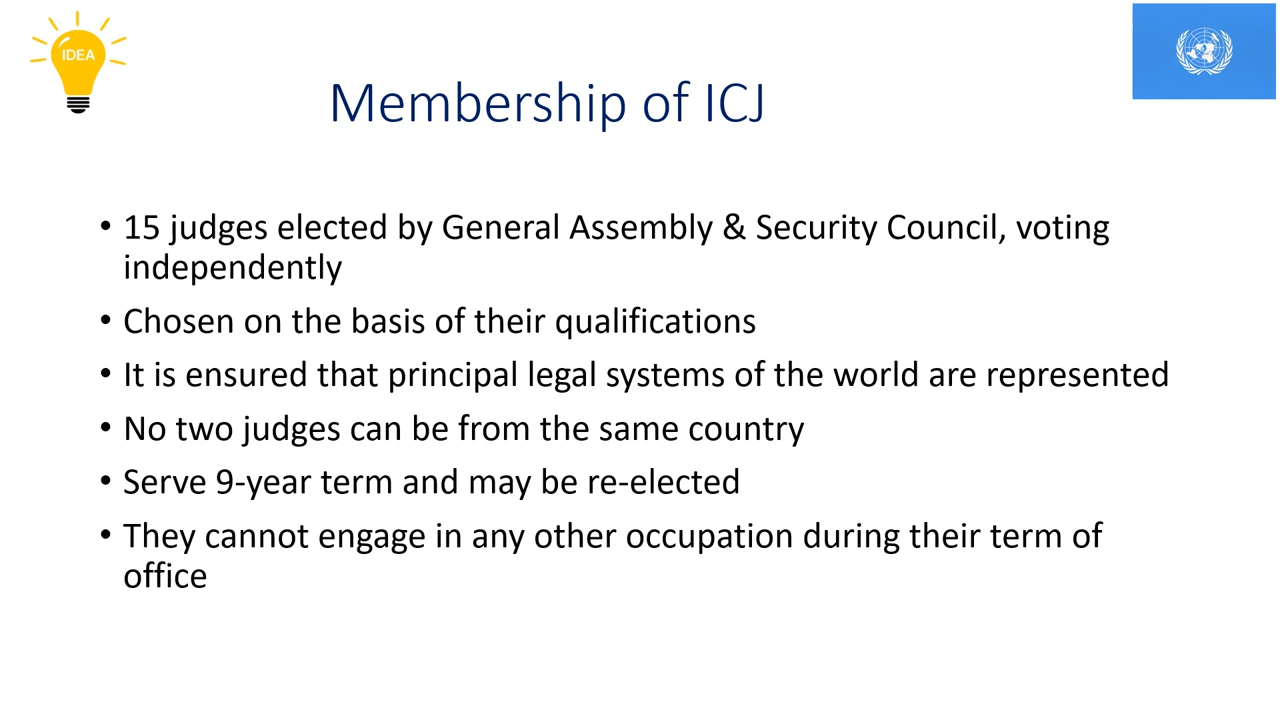 IDEA
Membership of ICJ
• 15 judges elected by General Assembly & Security Council, voting
independently
• Chosen on the basis of their qualifications
• It is ensured that principal legal systems of the world are represented
• No two judges can be from the same country
• Serve 9-year term and may be re-elected
• They cannot engage in any other occupation during their term of
office